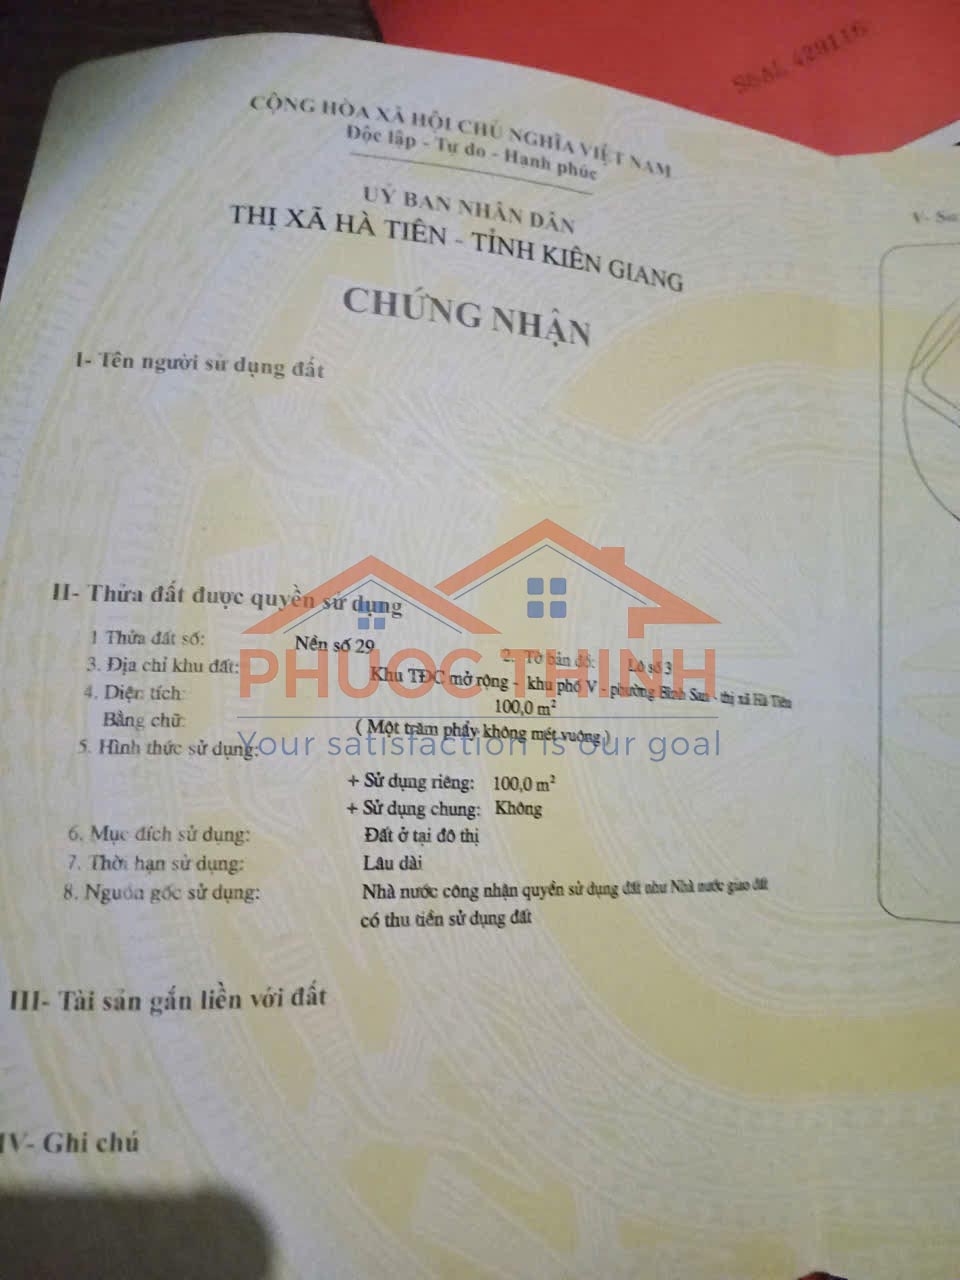 CỘNG HÒA XÃ HỘI CHỦ NGHĨA VIỆT NAM
Độc lập - Tự do - Hạnh phúc
UỶ BAN NHÂN DÂN
THỊ XÃ HÀ TIÊN - TỈNH KIÊN GIANG
CHỨNG NHẬN
I- Tên người sử dụng đất
II- Thửa đất được quyền sử dụng
1 Thửa đất số: Nền số 29 2. Tờ bản đồ: Lô số 3
3. Địa chỉ khu đất: Khu TĐC mở rộng - khu phố V - phường Bình San - thị xã Hà Tiên
4. Diện tích: 100,0 m²
Bằng chữ: ( Một trăm phẩy không mét vuông )
5. Hình thức sử dụng:
+ Sử dụng riêng: 100,0 m²
+ Sử dụng chung: Không
6. Mục đích sử dụng: Đất ở tại đô thị
7. Thời hạn sử dụng: Lâu dài
8. Nguồn gốc sử dụng: Nhà nước công nhận quyền sử dụng đất như Nhà nước giao đất
có thu tiền sử dụng đất
III- Tài sản gắn liền với đất
IV- Ghi chú
V- Sơ
PHUOC THINH
Your satisfaction is our goal